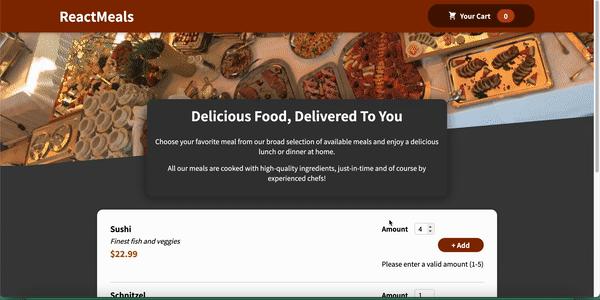 ReactMeals
Your Cart 0
Delicious Food, Delivered To You
Choose your favorite meal from our broad selection of available meals and enjoy a delicious
lunch or dinner at home.
All our meals are cooked with high-quality ingredients, just-in-time and of course by
experienced chefs!
Sushi
Amount 4
Finest fish and veggies
+ Add
$22.99
Please enter a valid amount (1-5)
Schnitzel
Amount 1